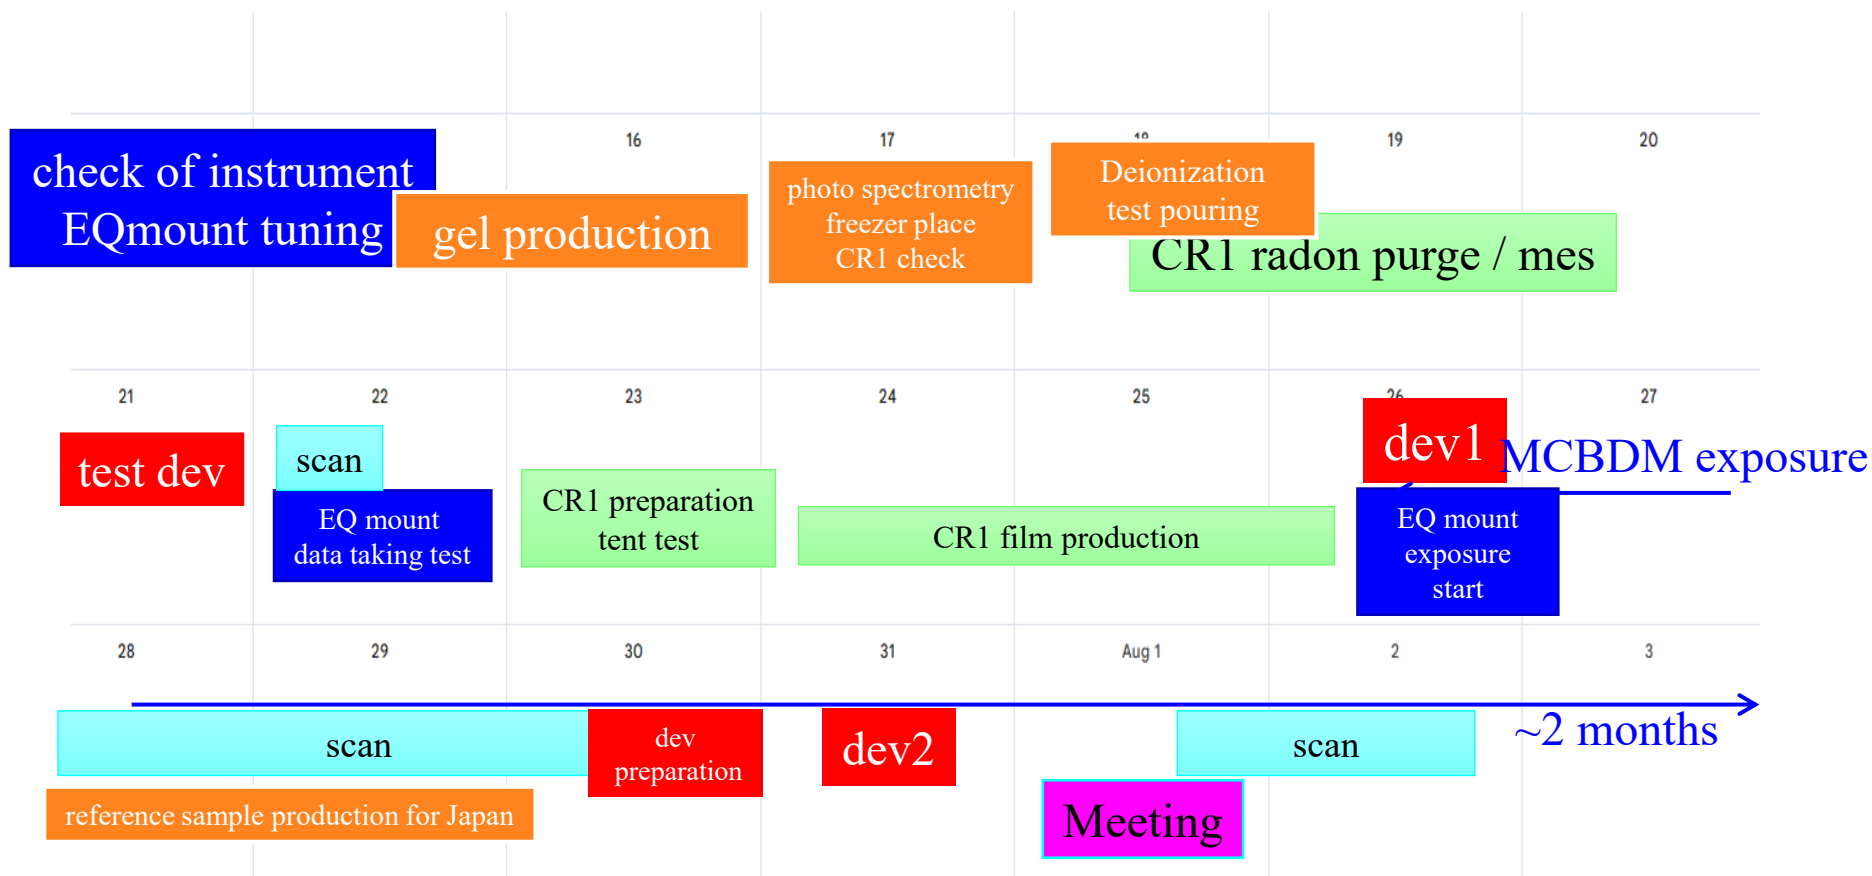 16
17
18
19
20
check of instrument
EQmount tuning
gel production
photo spectrometry
freezer place
CR1 check
Deionization
test pouring
CR1 radon purge / mes
21
22
23
24
25
26
27
test dev
scan
EQ mount
data taking test
CR1 preparation
tent test
CR1 film production
dev1
MCBDM exposure
EQ mount
exposure
start
28
29
30
31
Aug 1
2
3
scan
dev
preparation
dev2
scan
~2 months
Meeting
reference sample production for Japan